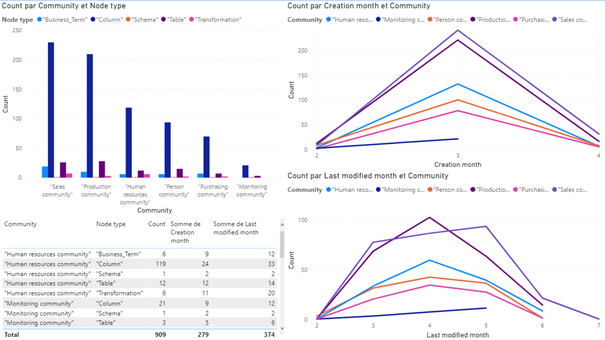 Count par Community et Node type
Node type "Business_Term" "Column" "Schema" "Table" "Transformation"
250
200
150
100
50
0
Count
"Sales community" "Production community" "Human resources community" "Person community" "Purchasing community" "Monitoring community"
Community
Community Node type Count Somme de Creation month Somme de Last modified month
"Human resources community" "Business_Term" 6 9 12
"Human resources community" "Column" 119 24 33
"Human resources community" "Schema" 1 2 2
"Human resources community" "Table" 12 12 14
"Human resources community" "Transformation" 6 11 20
"Monitoring community" "Column" 21 9 12
"Monitoring community" "Schema" 1 2 2
"Monitoring community" "Table" 3 5 6
Total 909 279 374
Count par Creation month et Community
Community "Human reso... "Monitoring c... "Person co... "Productio... "Purchasi... "Sales co...
200
150
100
50
0
Count
2 3 4
Creation month
Count par Last modified month et Community
Community "Human reso... "Monitoring c... "Person co... "Productio... "Purchasi... "Sales co...
100
50
0
Count
2 3 4 5 6 7
Last modified month